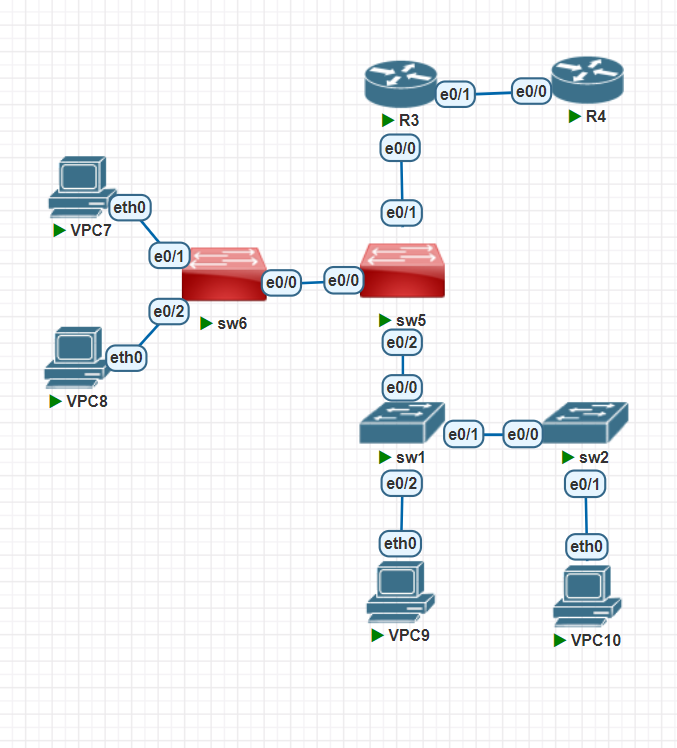 e0/1
e0/0
R3
R4
e0/0
eth0
e0/1
VPC7
e0/1
e0/0
e0/0
e0/2
sw6
sw5
e0/2
eth0
e0/0
VPC8
e0/1
e0/0
sw1
sw2
e0/2
e0/1
eth0
eth0
VPC9
VPC10